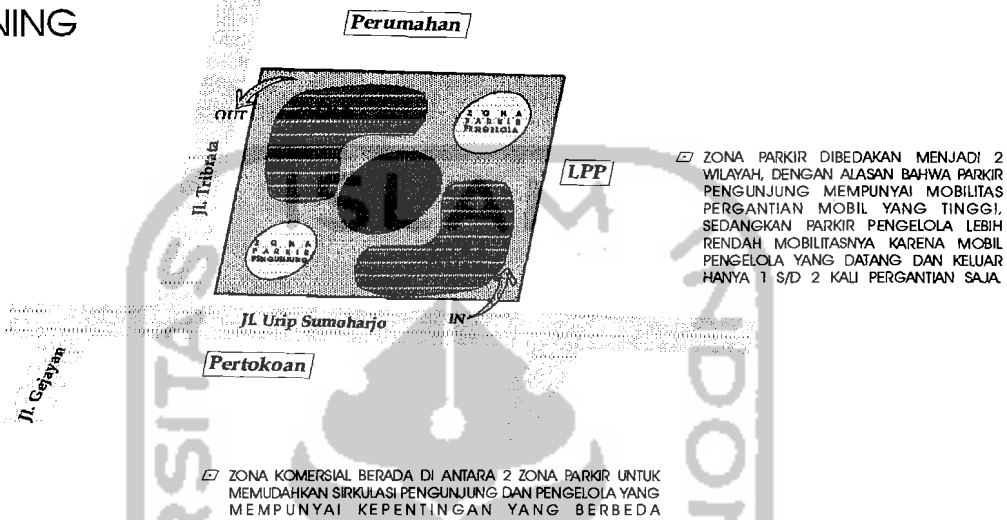 NING
Perumahan
OUT
ZONA
PARKIR
PENGELOLA
Jl. Tribrata
LPP
ZONA
PARKIR
PENGUNJUNG
Jl. Urip Sumoharjo
IN
Pertokoan
Jl. Gejayan
ZONA PARKIR DIBEDAKAN MENJADI 2
WILAYAH, DENGAN ALASAN BAHWA PARKIR
PENGUNJUNG MEMPUNYAI MOBILITAS
PERGANTIAN MOBIL YANG TINGGI,
SEDANGKAN PARKIR PENGELOLA LEBIH
RENDAH MOBILITASNYA KARENA MOBIL
PENGELOLA YANG DATANG DAN KELUAR
HANYA 1 S/D 2 KALI PERGANTIAN SAJA.
ZONA KOMERSIAL BERADA DI ANTARA 2 ZONA PARKIR UNTUK
MEMUDAHKAN SIRKULASI PENGUNJUNG DAN PENGELOLA YANG
MEMPUNYAI KEPENTINGAN YANG BERBEDA